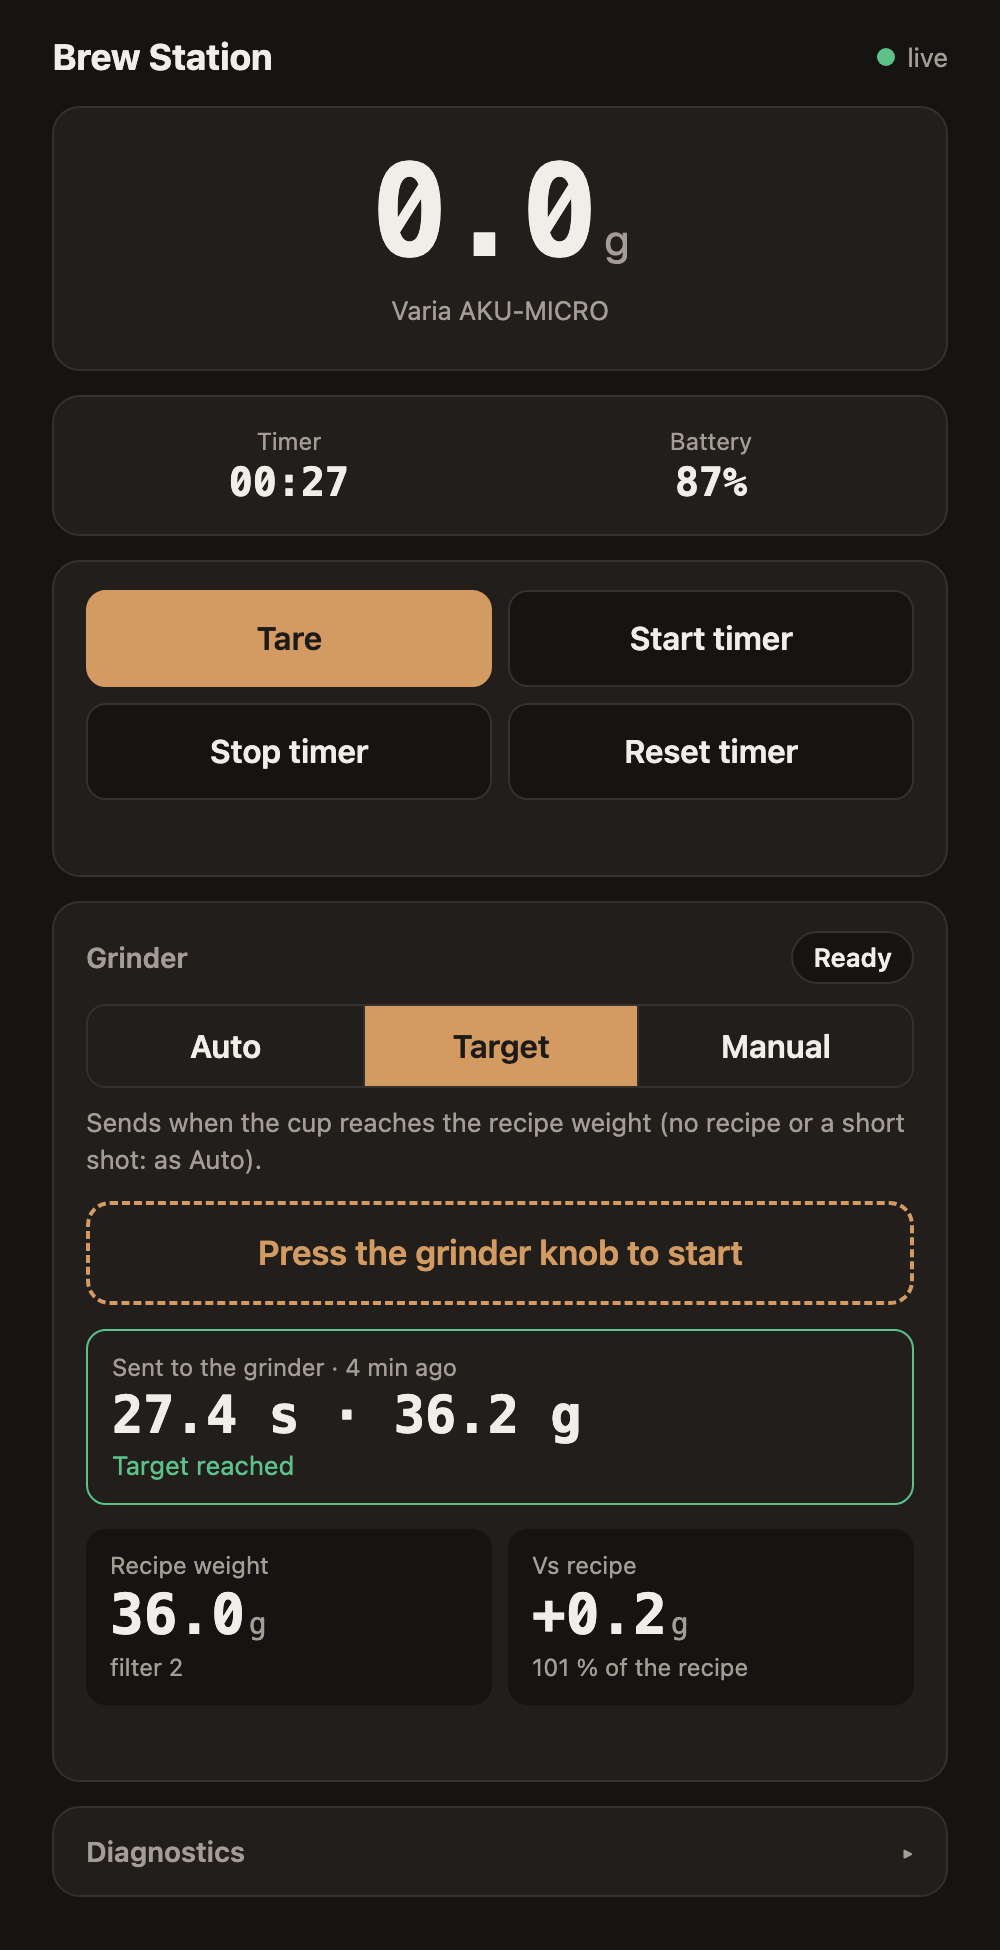 Brew Station
live
0.0 g
Varia AKU-MICRO
Timer
00:27
Battery
87%
Tare
Start timer
Stop timer
Reset timer
Grinder
Ready
Auto
Target
Manual
Sends when the cup reaches the recipe weight (no recipe or a short
shot: as Auto).
Press the grinder knob to start
Sent to the grinder · 4 min ago
27.4 s · 36.2 g
Target reached
Recipe weight
36.0 g
filter 2
Vs recipe
+0.2 g
101 % of the recipe
Diagnostics